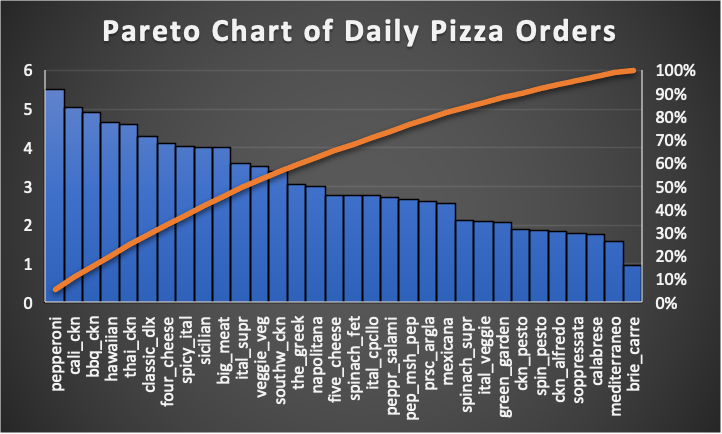 Pareto Chart of Daily Pizza Orders
6
5
4
3
2
1
0
100%
90%
80%
70%
60%
50%
40%
30%
20%
10%
0%
pepperoni
cali_ckn
bbq_ckn
hawaiian
thai_ckn
classic_dlx
four_cheese
spicy_ital
sicilian
big_meat
ital_supr
veggie_veg
southw_ckn
the_greek
napolitana
five_cheese
spinach_fet
ital_cpcllo
peppr_salami
pep_msh_pep
prsc_argla
mexicana
spinach_supr
ital_veggie
green_garden
ckn_pesto
spin_pesto
ckn_alfredo
soppressata
calabrese
mediterraneo
brie_carre